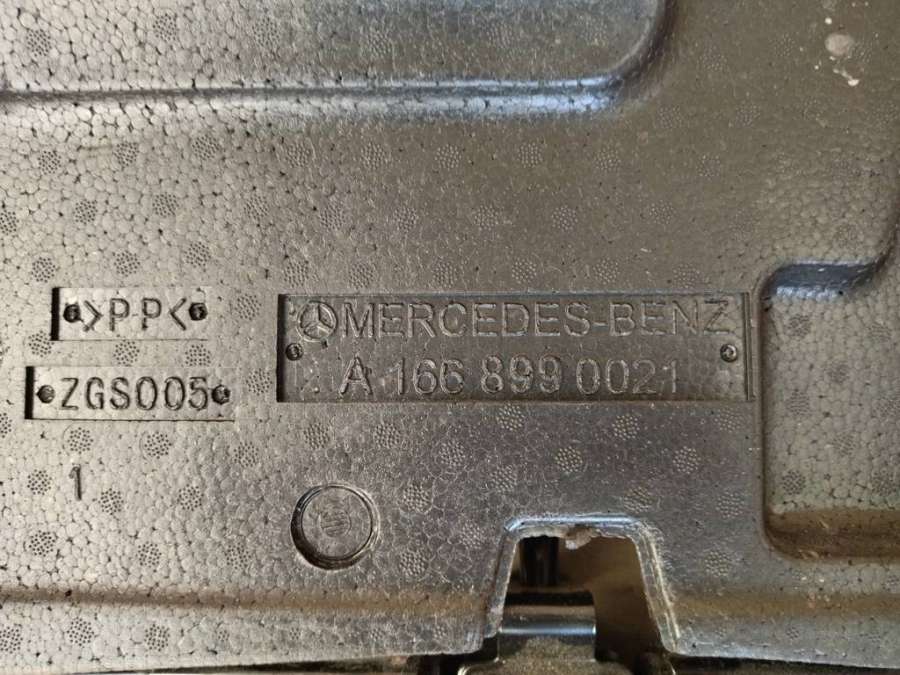 >PP<
ZGS005
1
MERCEDES-BENZ
A 166 899 0021